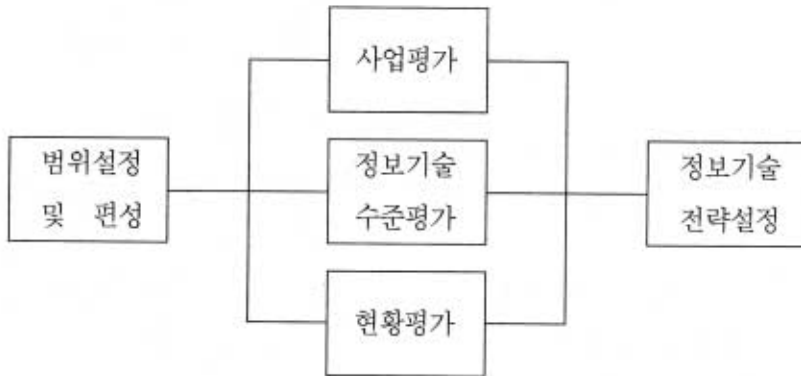 사업평가
범위설정
및 편성
정보기술
수준평가
정보기술
전략설정
현황평가